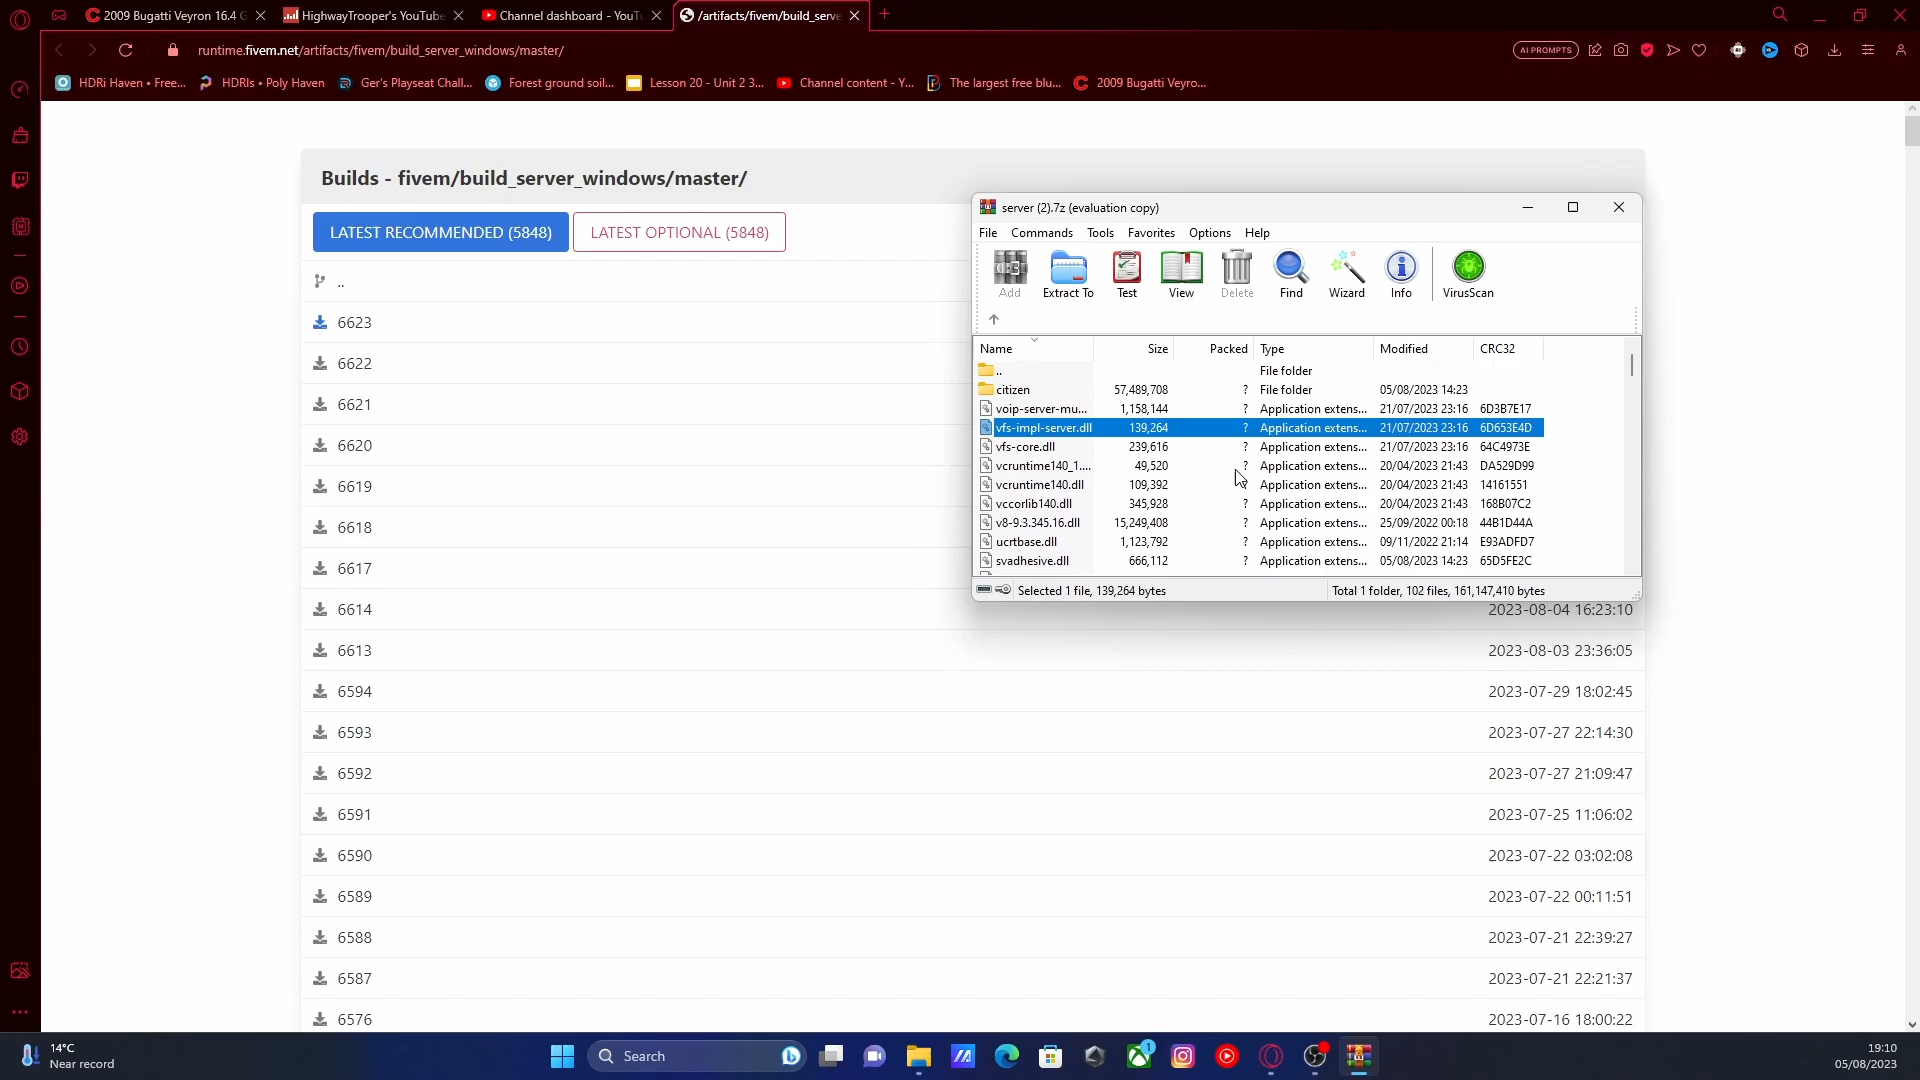 2009 Bugatti Veyron 16.4 G
HighwayTrooper's YouTube
Channel dashboard - YouTu
/artifacts/fivem/build_serve
runtime.fivem.net/artifacts/fivem/build_server_windows/master/
AI PROMPTS
HDRi Haven • Free...
HDRIs • Poly Haven
Ger's Playseat Chall...
Forest ground soil...
Lesson 20 - Unit 2 3...
Channel content - Y...
The largest free blu...
2009 Bugatti Veyro...
Builds - fivem/build_server_windows/master/
LATEST RECOMMENDED (5848)
LATEST OPTIONAL (5848)
..
6623
6622
6621
6620
6619
6618
6617
6614 2023-08-04 16:23:10
6613 2023-08-03 23:36:05
6594 2023-07-29 18:02:45
6593 2023-07-27 22:14:30
6592 2023-07-27 21:09:47
6591 2023-07-25 11:06:02
6590 2023-07-22 03:02:08
6589 2023-07-22 00:11:51
6588 2023-07-21 22:39:27
6587 2023-07-21 22:21:37
6576 2023-07-16 18:00:22
server (2).7z (evaluation copy)
File Commands Tools Favorites Options Help
Add Extract To Test View Delete Find Wizard Info VirusScan
Name Size Packed Type Modified CRC32
.. File folder
citizen 57,489,708 ? File folder 05/08/2023 14:23
voip-server-mu... 1,158,144 ? Application extens... 21/07/2023 23:16 6D3B7E17
vfs-impl-server.dll 139,264 ? Application extens... 21/07/2023 23:16 6D653E4D
vfs-core.dll 239,616 ? Application extens... 21/07/2023 23:16 64C4973E
vcruntime140_1.... 49,520 ? Application extens... 20/04/2023 21:43 DA529D99
vcruntime140.dll 109,392 ? Application extens... 20/04/2023 21:43 14161551
vccorlib140.dll 345,928 ? Application extens... 20/04/2023 21:43 168B07C2
v8-9.3.345.16.dll 15,249,408 ? Application extens... 25/09/2022 00:18 44B1D44A
ucrtbase.dll 1,123,792 ? Application extens... 09/11/2022 21:14 E93ADFD7
svadhesive.dll 666,112 ? Application extens... 05/08/2023 14:23 65D5FE2C
Selected 1 file, 139,264 bytes
Total 1 folder, 102 files, 161,147,410 bytes
14°C
Near record
Search
1
19:10
05/08/2023